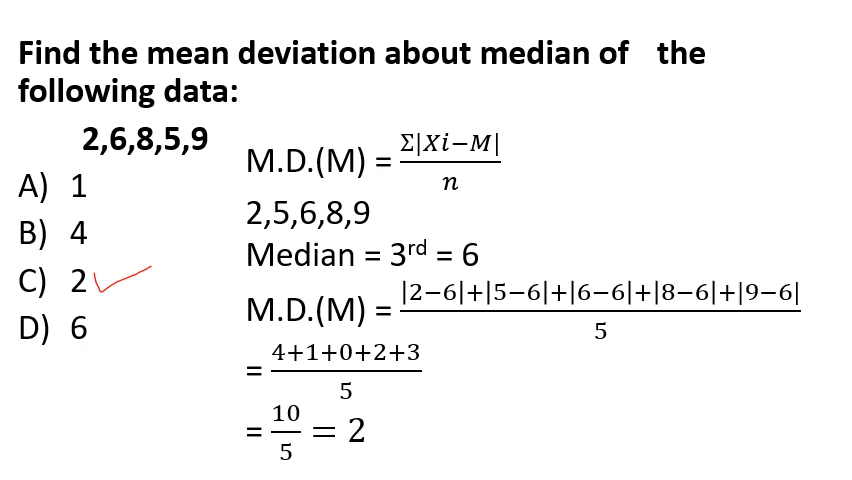 Find the mean deviation about median of the
following data:
2,6,8,5,9
A) 1
B) 4
C) 2
D) 6
M.D.(M) = Σ|Xi−M|/n
2,5,6,8,9
Median = 3rd = 6
M.D.(M) = |2−6|+|5−6|+|6−6|+|8−6|+|9−6|/5
= 4+1+0+2+3/5
= 10/5 = 2